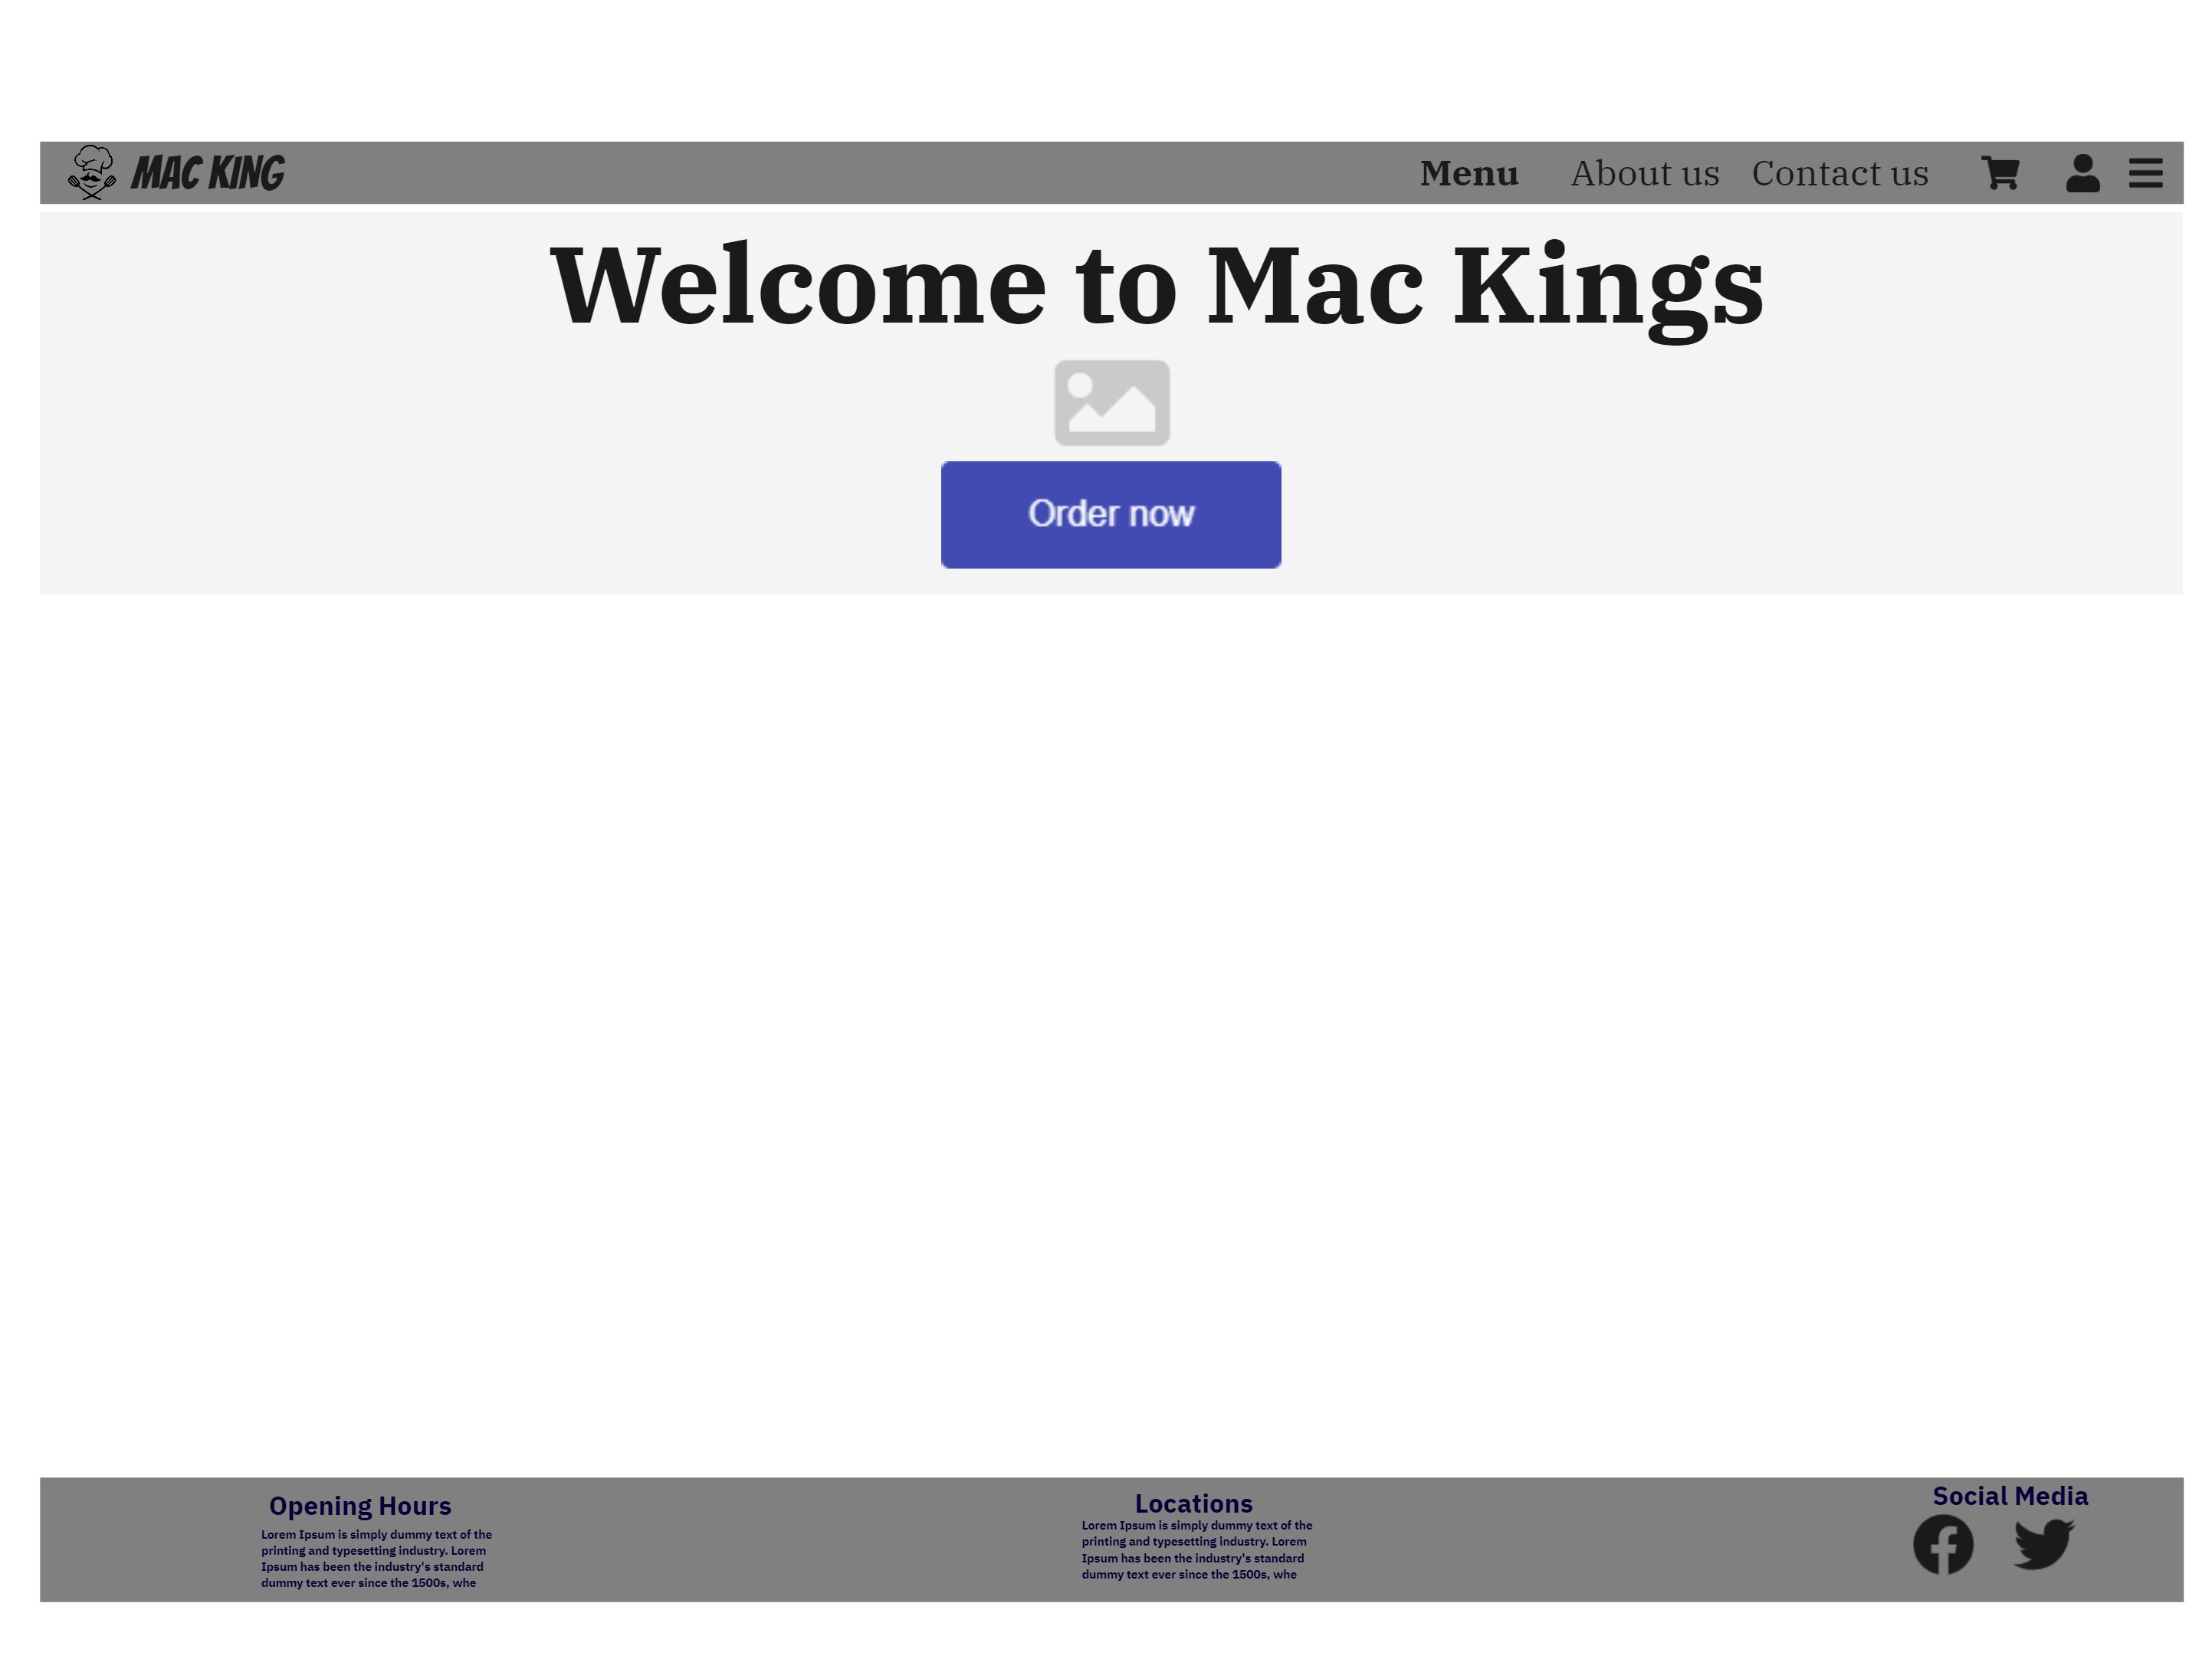 MAC KING
Menu
About us
Contact us
Welcome to Mac Kings
Order now
Opening Hours
Lorem Ipsum is simply dummy text of the
printing and typesetting industry. Lorem
Ipsum has been the industry's standard
dummy text ever since the 1500s, whe
Locations
Lorem Ipsum is simply dummy text of the
printing and typesetting industry. Lorem
Ipsum has been the industry's standard
dummy text ever since the 1500s, whe
Social Media